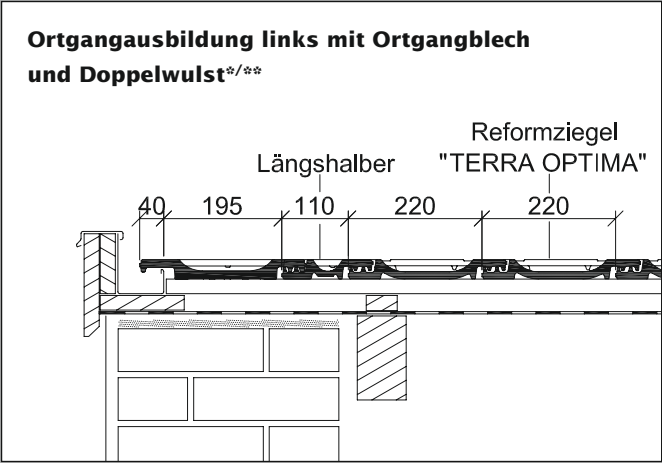 Ortgangausbildung links mit Ortgangblech
und Doppelwulst*/**
Reformziegel
Längshalber "TERRA OPTIMA"
40 195 110 220 220